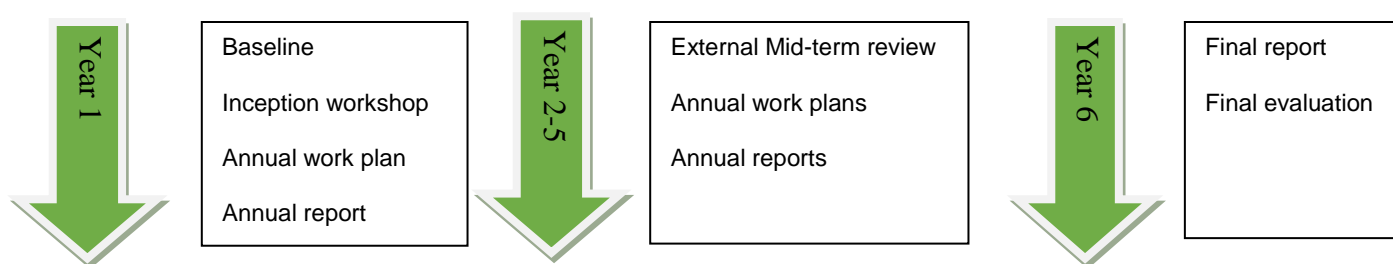 Year 1
Baseline
Inception workshop
Annual work plan
Annual report
Year 2-5
External Mid-term review
Annual work plans
Annual reports
Year 6
Final report
Final evaluation